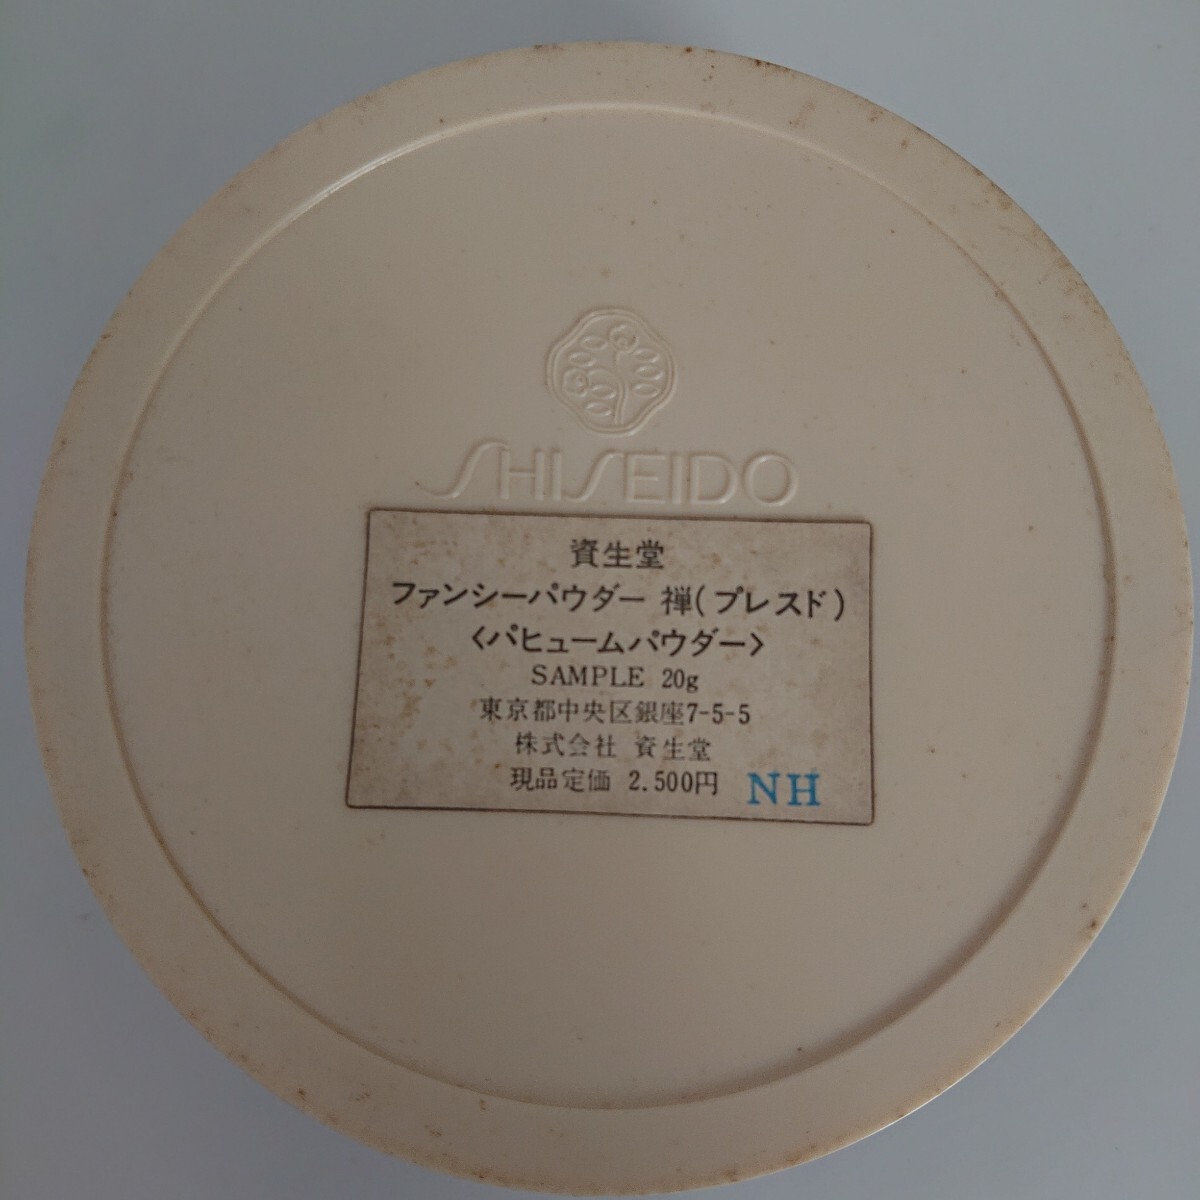 SHISEIDO
資生堂
ファンシーパウダー 禅(プレスド)
〈パヒュームパウダー〉
SAMPLE 20g
東京都中央区銀座7-5-5
株式会社 資生堂
現品定価 2.500円 NH